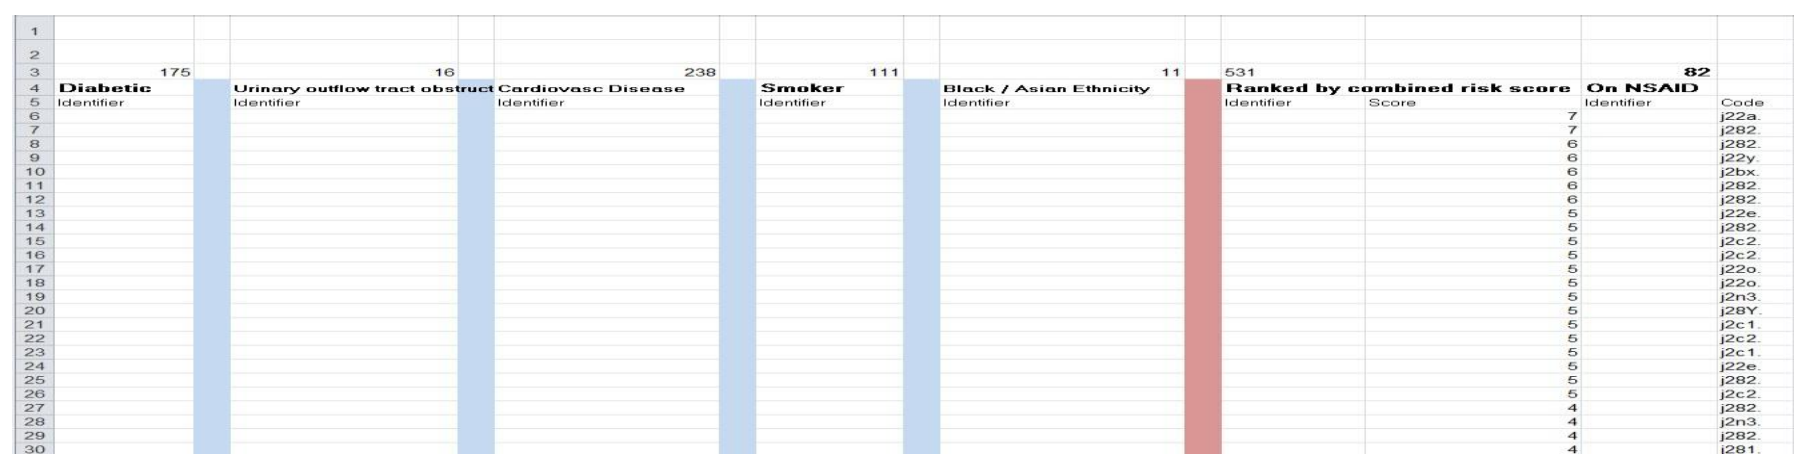 1
2
3 175 16 238 111 11 531 82
4 Diabetic Urinary outflow tract obstruct Cardiovasc Disease Smoker Black / Asian Ethnicity Ranked by combined risk score On NSAID
5 Identifier Identifier Identifier Identifier Identifier Identifier Score Identifier Code
6 7 j22a.
7 7 j282.
8 6 j282.
9 6 j22y.
10 6 j2bx.
11 6 j282.
12 6 j282.
13 5 j22e.
14 5 j282.
15 5 j2c2.
16 5 j2c2.
17 5 j22o.
18 5 j22o.
19 5 j2n3.
20 5 j28Y.
21 5 j2c1.
22 5 j2c2.
23 5 j2c1.
24 5 j22e.
25 5 j282.
26 5 j2c2.
27 4 j282.
28 4 j2n3.
29 4 j282.
30 4 j281.